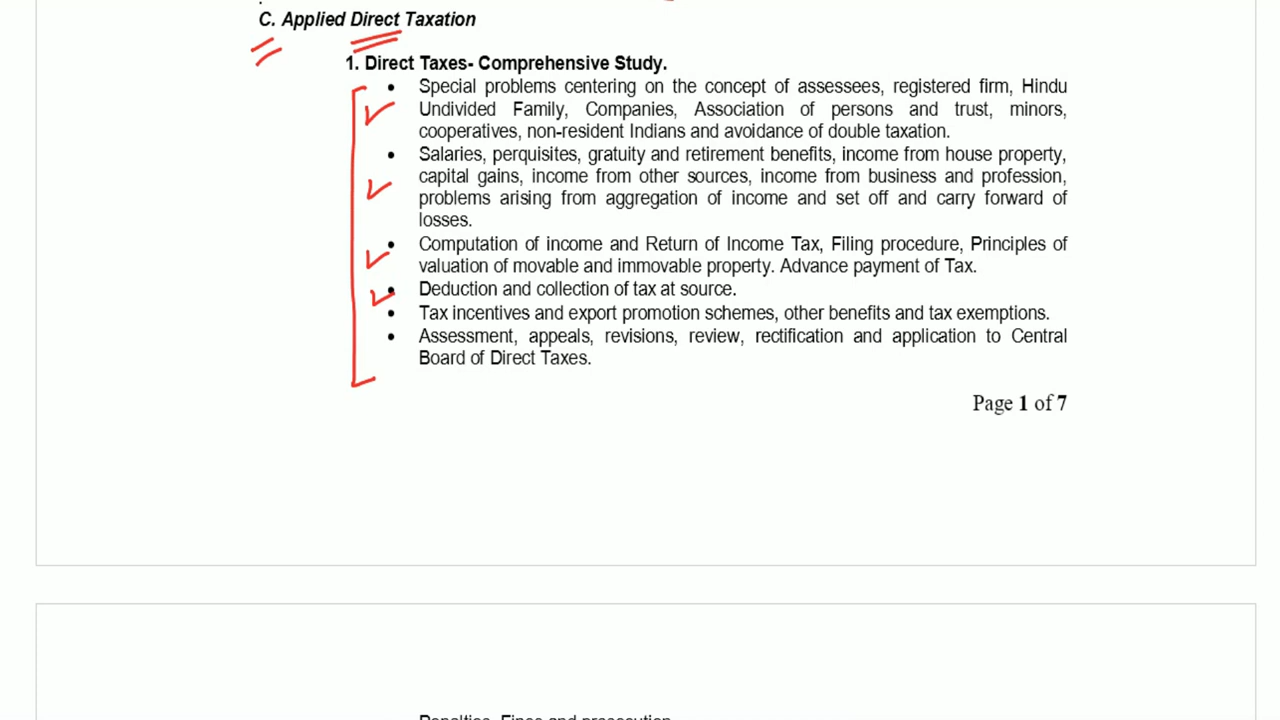 C. Applied Direct Taxation
1. Direct Taxes- Comprehensive Study.
• Special problems centering on the concept of assessees, registered firm, Hindu
Undivided Family, Companies, Association of persons and trust, minors,
cooperatives, non-resident Indians and avoidance of double taxation.
• Salaries, perquisites, gratuity and retirement benefits, income from house property,
capital gains, income from other sources, income from business and profession,
problems arising from aggregation of income and set off and carry forward of
losses.
• Computation of income and Return of Income Tax, Filing procedure, Principles of
valuation of movable and immovable property. Advance payment of Tax.
• Deduction and collection of tax at source.
• Tax incentives and export promotion schemes, other benefits and tax exemptions.
• Assessment, appeals, revisions, review, rectification and application to Central
Board of Direct Taxes.
Page 1 of 7
Penalties, Fines and prosecution